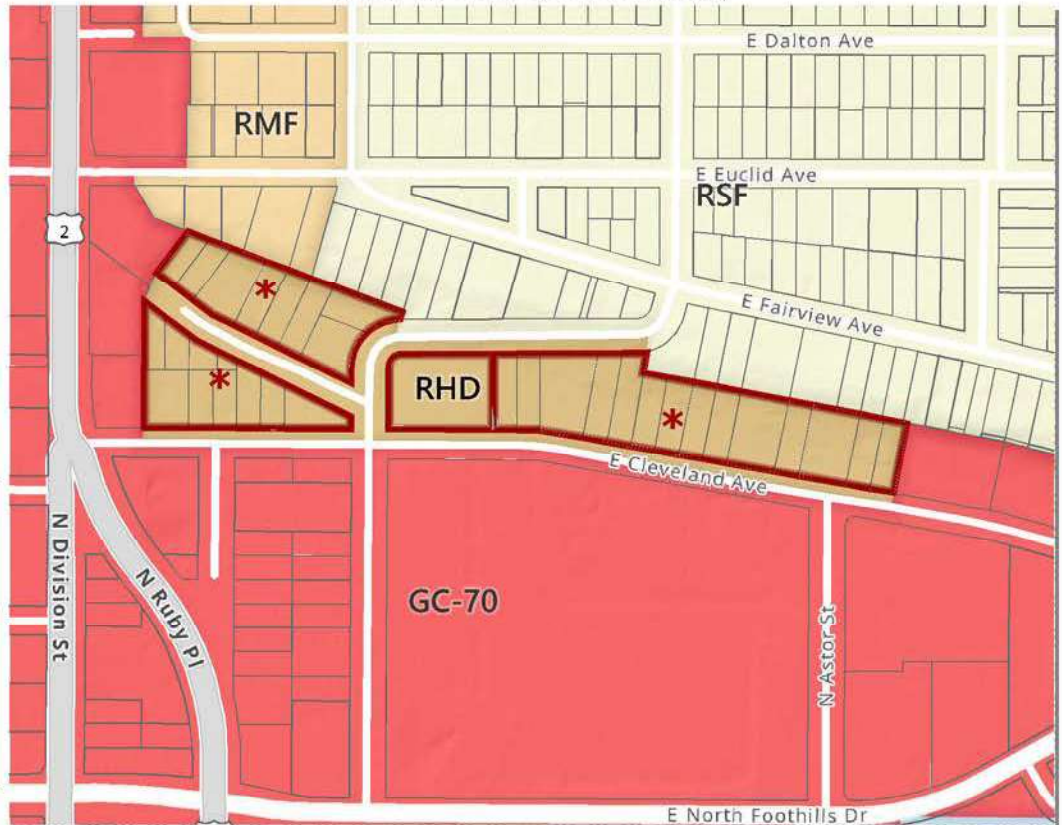 E Dalton Ave
RMF
E Euclid Ave
RSF
2
*
E Fairview Ave
*
RHD
*
E Cleveland Ave
N Division St
N Ruby Pl
GC-70
N Astor St
E North Foothills Dr